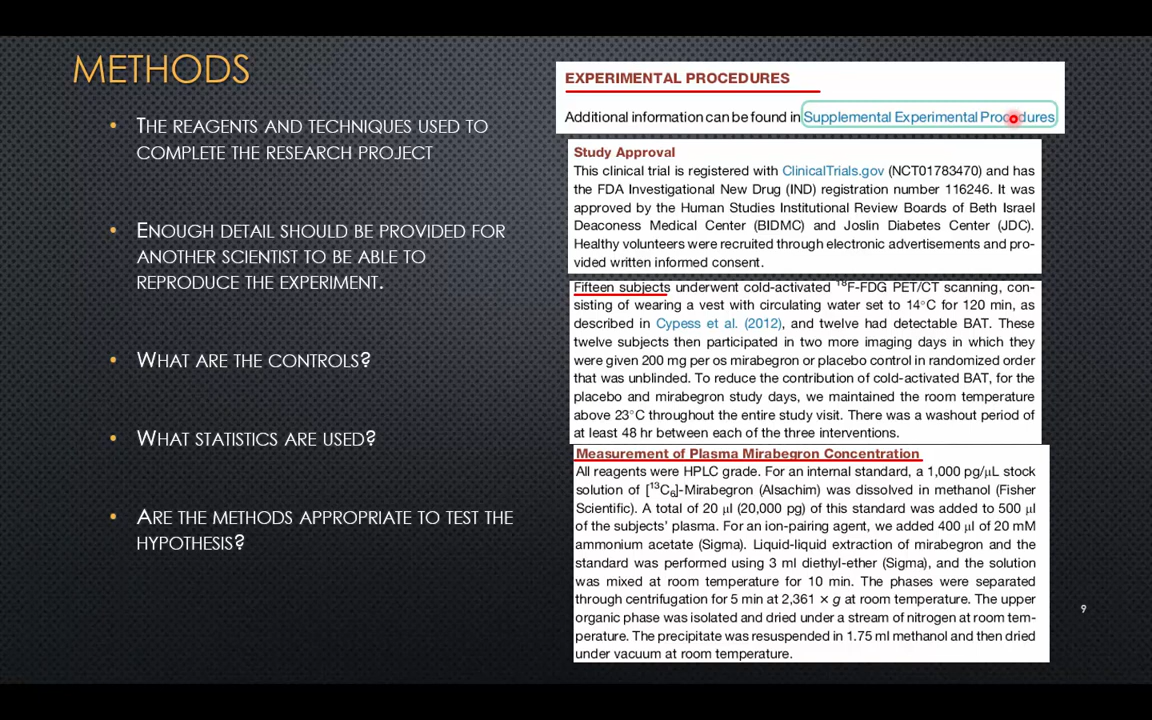 METHODS
• THE REAGENTS AND TECHNIQUES USED TO
COMPLETE THE RESEARCH PROJECT
• ENOUGH DETAIL SHOULD BE PROVIDED FOR
ANOTHER SCIENTIST TO BE ABLE TO
REPRODUCE THE EXPERIMENT.
• WHAT ARE THE CONTROLS?
• WHAT STATISTICS ARE USED?
• ARE THE METHODS APPROPRIATE TO TEST THE
HYPOTHESIS?
EXPERIMENTAL PROCEDURES
Additional information can be found in Supplemental Experimental Procedures
Study Approval
This clinical trial is registered with ClinicalTrials.gov (NCT01783470) and has
the FDA Investigational New Drug (IND) registration number 116246. It was
approved by the Human Studies Institutional Review Boards of Beth Israel
Deaconess Medical Center (BIDMC) and Joslin Diabetes Center (JDC).
Healthy volunteers were recruited through electronic advertisements and pro-
vided written informed consent.
Fifteen subjects underwent cold-activated ¹⁸F-FDG PET/CT scanning, con-
sisting of wearing a vest with circulating water set to 14°C for 120 min, as
described in Cypess et al. (2012), and twelve had detectable BAT. These
twelve subjects then participated in two more imaging days in which they
were given 200 mg per os mirabegron or placebo control in randomized order
that was unblinded. To reduce the contribution of cold-activated BAT, for the
placebo and mirabegron study days, we maintained the room temperature
above 23°C throughout the entire study visit. There was a washout period of
at least 48 hr between each of the three interventions.
Measurement of Plasma Mirabegron Concentration
All reagents were HPLC grade. For an internal standard, a 1,000 pg/μL stock
solution of [¹³C₆]-Mirabegron (Alsachim) was dissolved in methanol (Fisher
Scientific). A total of 20 μl (20,000 pg) of this standard was added to 500 μl
of the subjects' plasma. For an ion-pairing agent, we added 400 μl of 20 mM
ammonium acetate (Sigma). Liquid-liquid extraction of mirabegron and the
standard was performed using 3 ml diethyl-ether (Sigma), and the solution
was mixed at room temperature for 10 min. The phases were separated
through centrifugation for 5 min at 2,361 × g at room temperature. The upper
organic phase was isolated and dried under a stream of nitrogen at room tem-
perature. The precipitate was resuspended in 1.75 ml methanol and then dried
under vacuum at room temperature.
9